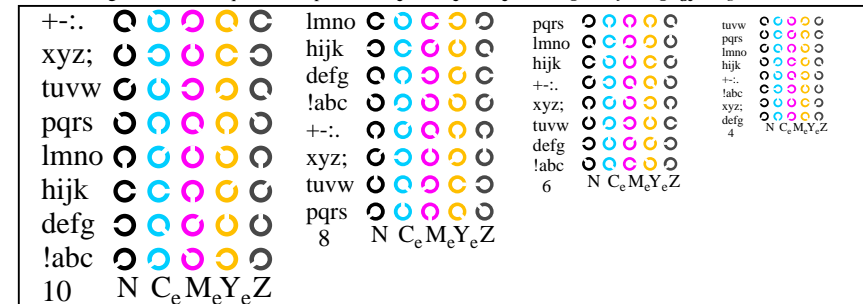 +-:.
xyz;
tuvw
pqrs
lmno
hijk
defg
!abc
10 N CeMeYeZ
lmno
hijk
defg
!abc
+-:.
xyz;
tuvw
pqrs
8 N CeMeYeZ
pqrs
lmno
hijk
+-:.
xyz;
tuvw
defg
!abc
6 N CeMeYeZ
tuvw
pqrs
lmno
hijk
+-:.
!abc
xyz;
defg
4 N CeMeYeZ